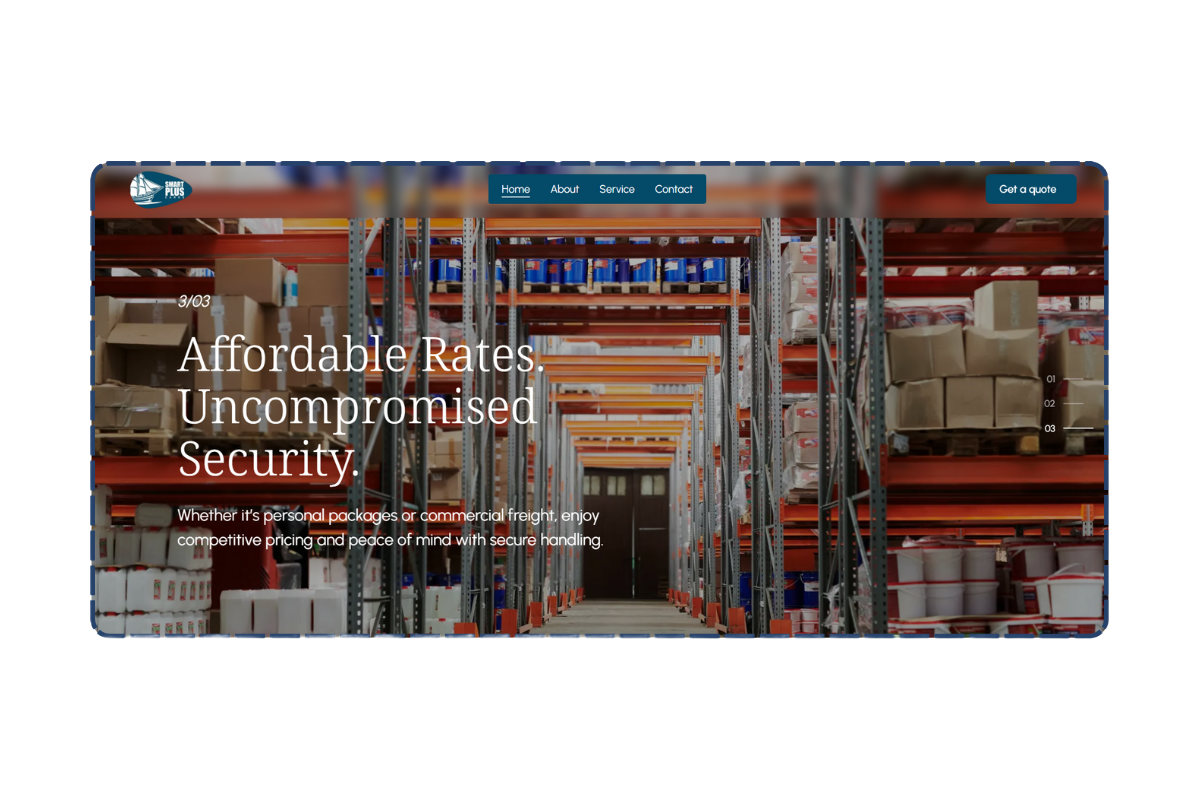 SMART
PLUS
Home
About
Service
Contact
Get a quote
3/03
Affordable Rates.
Uncompromised
Security.
Whether it's personal packages or commercial freight, enjoy
competitive pricing and peace of mind with secure handling.
01
02
03